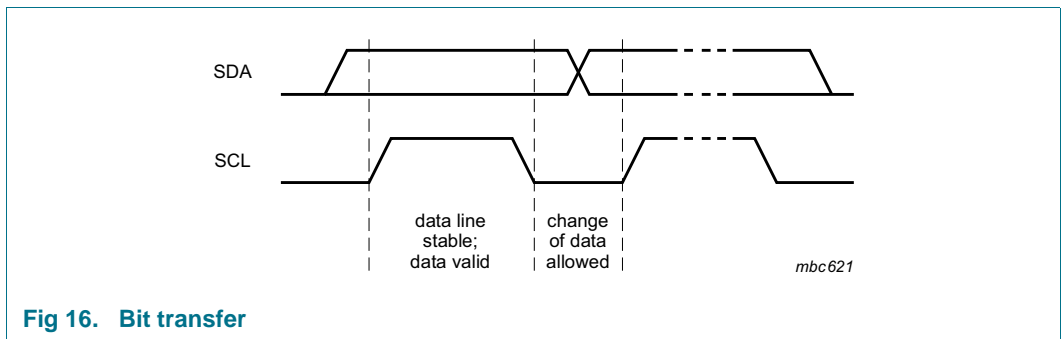 SDA
SCL
data line
stable;
data valid
change
of data
allowed
mbc621
Fig 16. Bit transfer